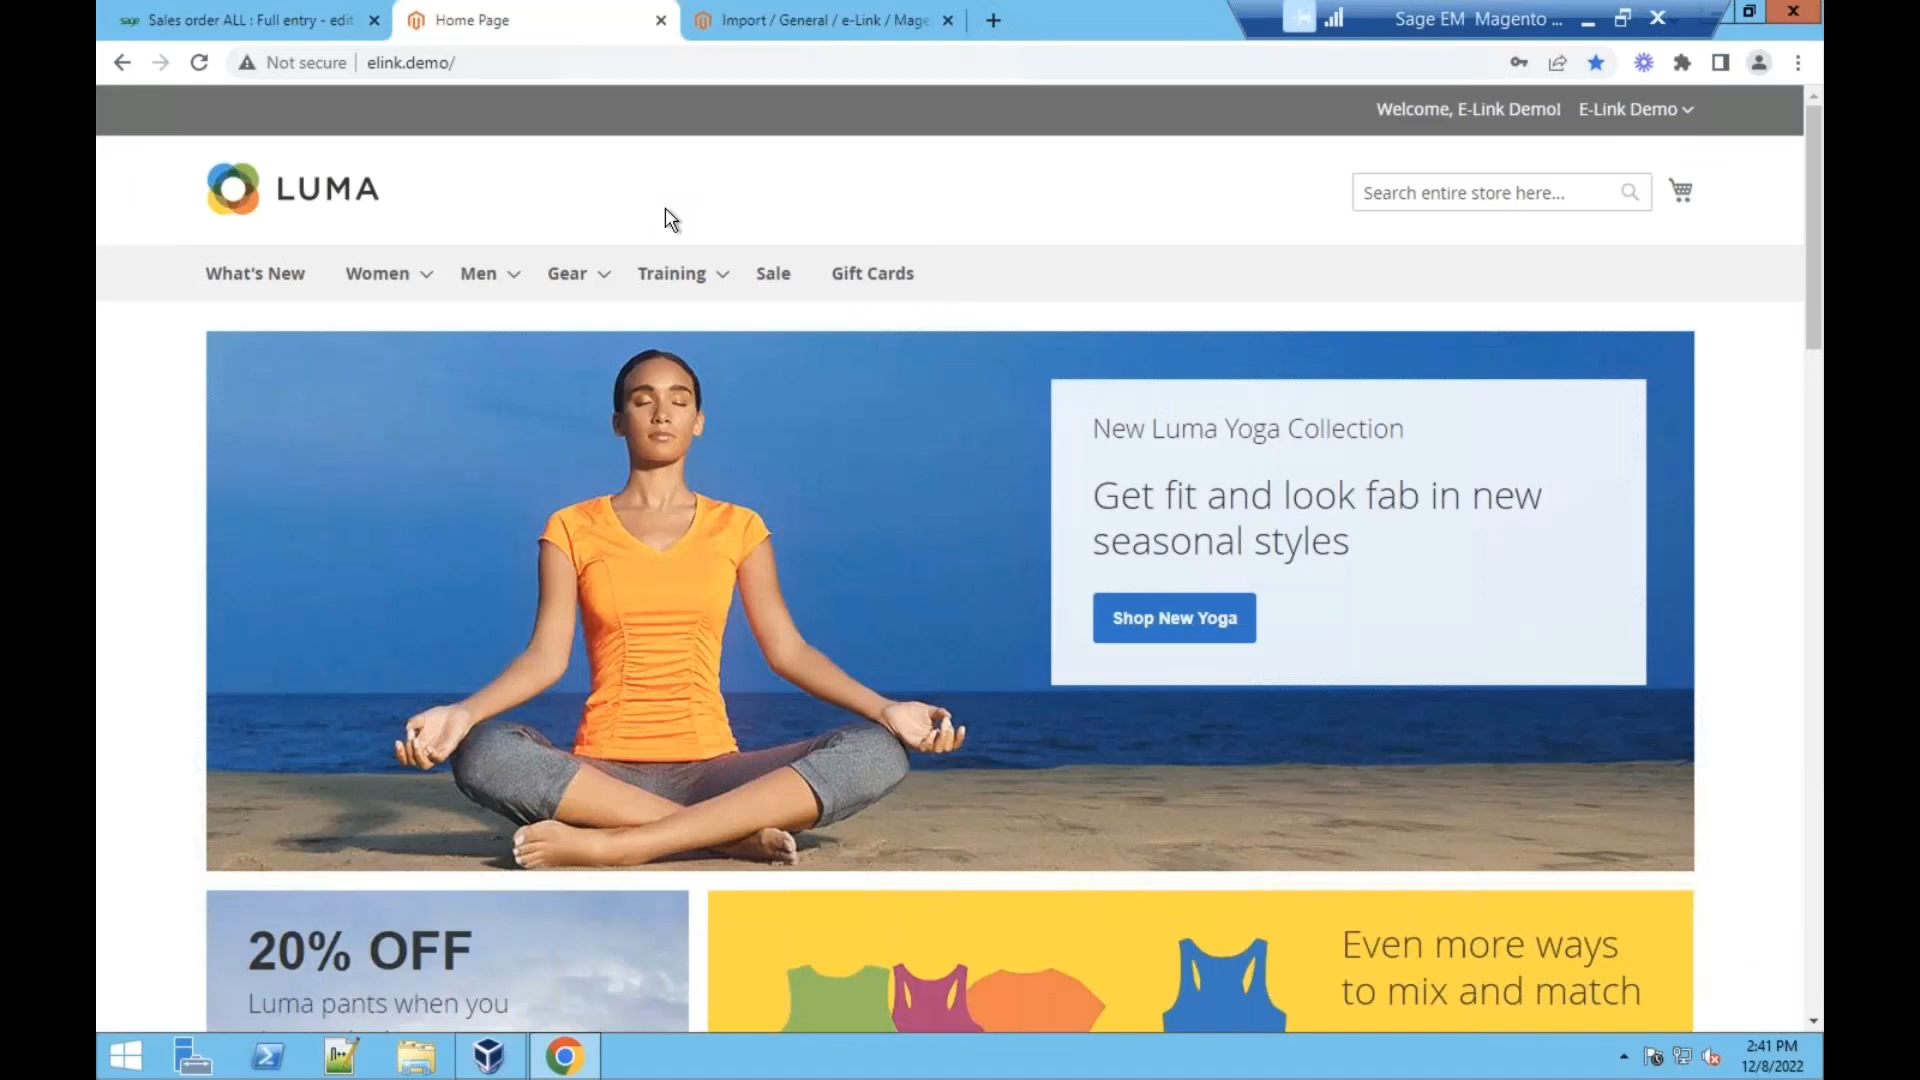 sage Sales order ALL : Full entry - edit
Home Page
Import / General / e-Link / Mage
Sage EM Magento ...
Not secure
elink.demo/
Welcome, E-Link Demo! E-Link Demo
LUMA
Search entire store here...
What's New Women Men Gear Training Sale Gift Cards
New Luma Yoga Collection
Get fit and look fab in new
seasonal styles
Shop New Yoga
20% OFF
Luma pants when you
Even more ways
to mix and match
2:41 PM
12/8/2022